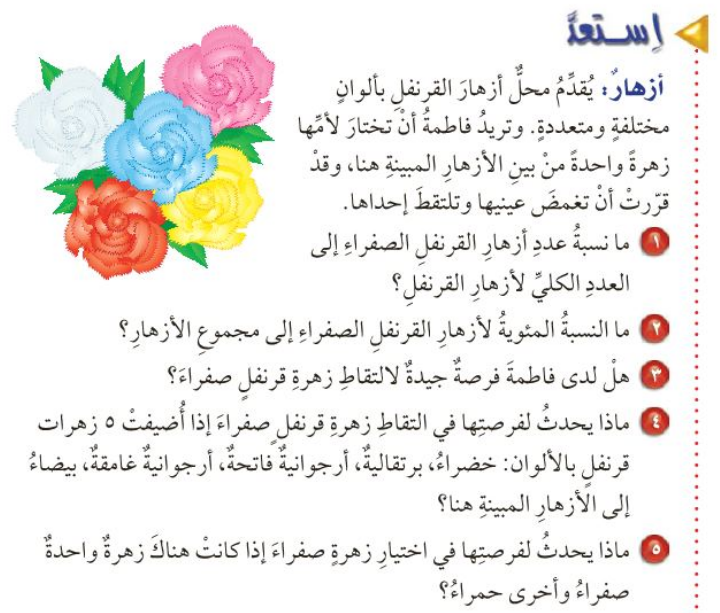 اِستعدَّ
أزهارٌ: يُقدِّمُ محلٌّ أزهارَ القرنفلِ بألوانٍ
مختلفةٍ ومتعددةٍ. وتريدُ فاطمةُ أنْ تختارَ لأمِّها
زهرةً واحدةً منْ بينِ الأزهارِ المبينةِ هنا، وقدْ
قرّرتْ أنْ تغمضَ عينيها وتلتقطَ إحداها.
١ ما نسبةُ عددِ أزهارِ القرنفلِ الصفراءِ إلى
العددِ الكليِّ لأزهارِ القرنفلِ؟
٢ ما النسبةُ المئويةُ لأزهارِ القرنفلِ الصفراءِ إلى مجموعِ الأزهارِ؟
٣ هلْ لدى فاطمةَ فرصةٌ جيدةٌ لالتقاطِ زهرةِ قرنفلٍ صفراءَ؟
٤ ماذا يحدثُ لفرصتِها في التقاطِ زهرةِ قرنفلٍ صفراءَ إذا أُضيفتْ ٥ زهرات
قرنفلٍ بالألوان: خضراءُ، برتقاليةٌ، أرجوانيةٌ فاتحةٌ، أرجوانيةٌ غامقةٌ، بيضاءُ
إلى الأزهارِ المبينةِ هنا؟
٥ ماذا يحدثُ لفرصتِها في اختيارِ زهرةٍ صفراءَ إذا كانتْ هناكَ زهرةٌ واحدةٌ
صفراءُ وأخرى حمراءُ؟